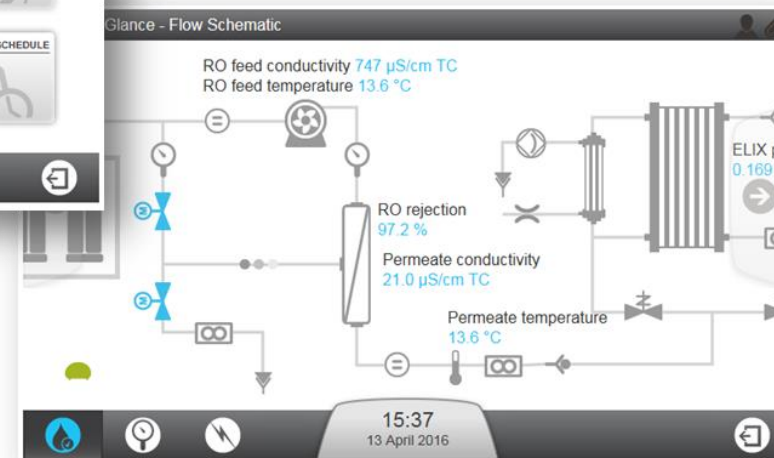 SCHEDULE
Glance - Flow Schematic
RO feed conductivity 747 µS/cm TC
RO feed temperature 13.6 °C
ELIX
0.169
RO rejection
97.2 %
Permeate conductivity
21.0 µS/cm TC
Permeate temperature
13.6 °C
15:37
13 April 2016